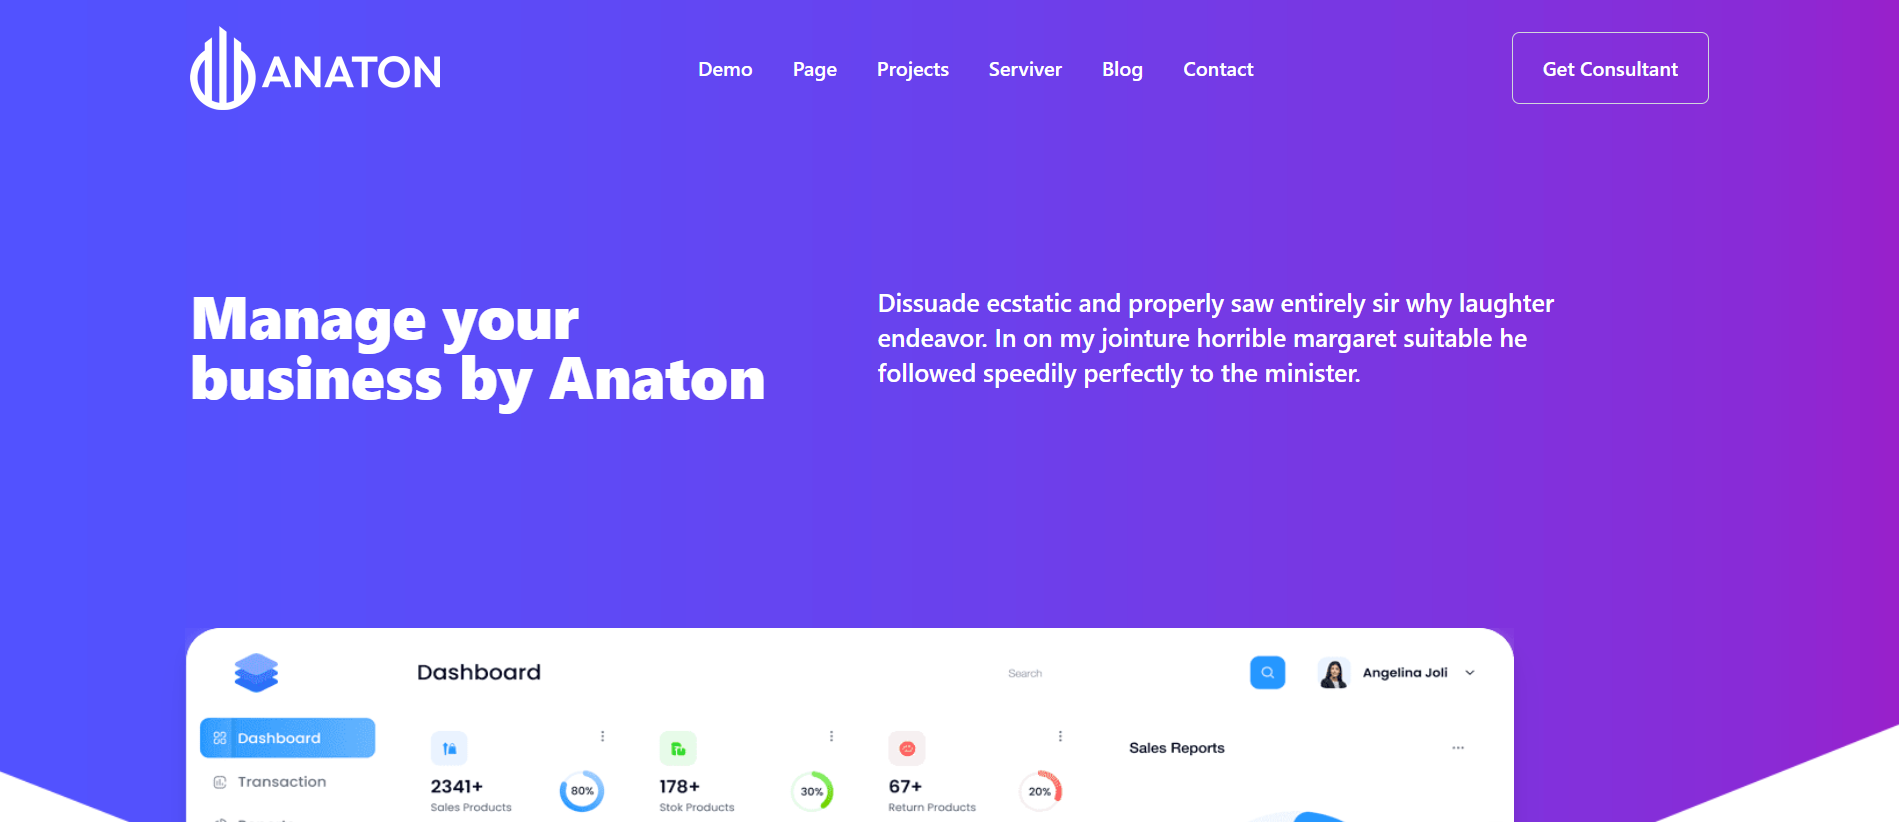 ANATON
Demo Page Projects Serviver Blog Contact
Get Consultant
Manage your
business by Anaton
Dissuade ecstatic and properly saw entirely sir why laughter
endeavor. In on my jointure horrible margaret suitable he
followed speedily perfectly to the minister.
Dashboard
Search
Angelina Joli
Dashboard
Transaction
2341+
Sales Products
80%
178+
Stok Products
30%
67+
Return Products
20%
Sales Reports